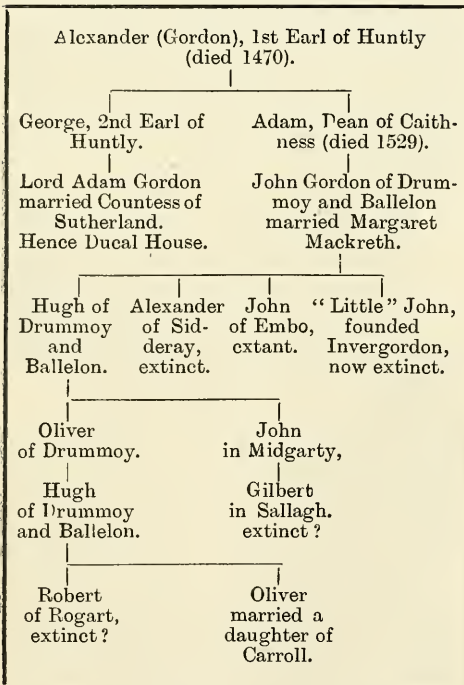 Alexander (Gordon), 1st Earl of Huntly
(died 1470).
George, 2nd Earl of
Huntly.
Adam, Dean of Caith-
ness (died 1529).
Lord Adam Gordon
married Countess of
Sutherland.
Hence Ducal House.
John Gordon of Drum-
moy and Ballelon
married Margaret
Mackreth.
Hugh of
Drummoy
and
Ballelon.
Alexander
of Sid-
deray,
extinct.
John
of Embo,
extant.
“ Little ” John,
founded
Invergordon,
now extinct.
Oliver
of Drummoy.
John
in Midgarty,
Hugh
of Drummoy
and Ballelon.
Gilbert
in Sallagh.
extinct ?
Robert
of Rogart,
extinct ?
Oliver
married a
daughter of
Carroll.